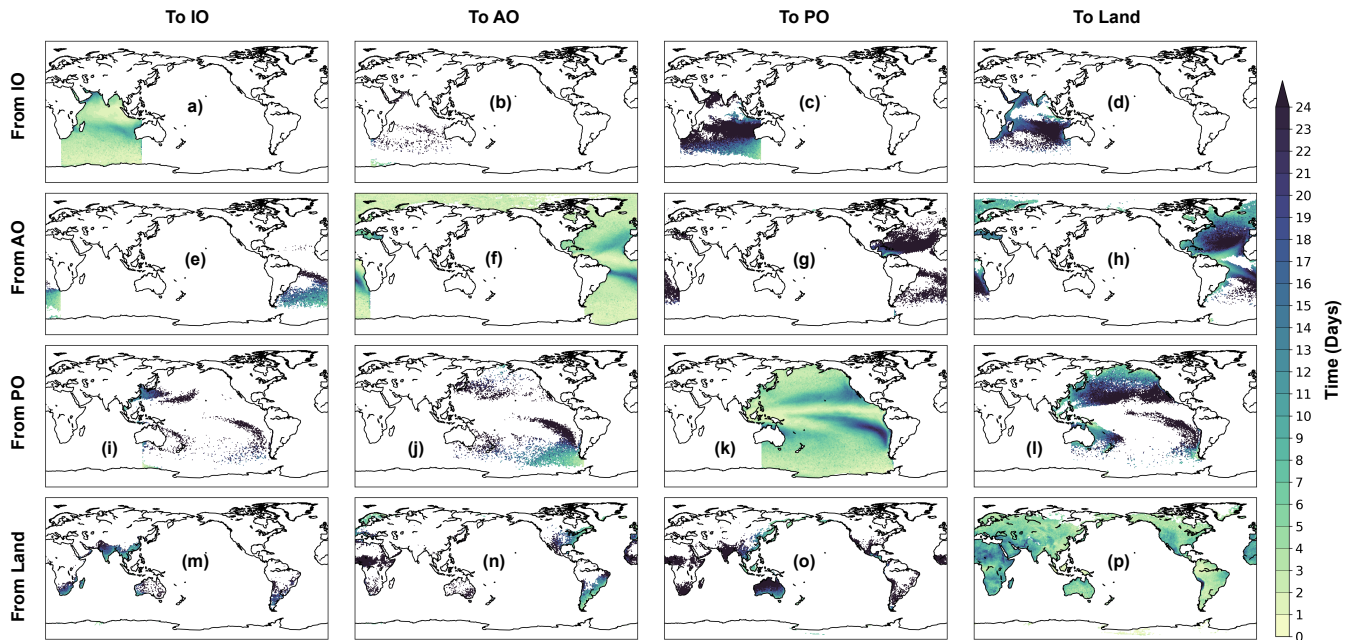 To IO To AO To PO To Land
From IO
a) (b) (c) (d)
From AO
(e) (f) (g) (h)
From PO
(i) (j) (k) (l)
From Land
(m) (n) (o) (p)
24
23
22
21
20
19
18
17
16
15
14
13
12
11
10
9
8
7
6
5
4
3
2
1
0
Time (Days)